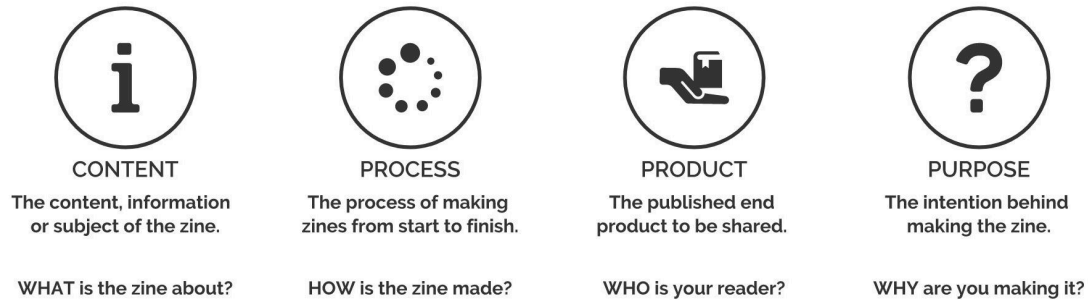 CONTENT
The content, information
or subject of the zine.
WHAT is the zine about?
PROCESS
The process of making
zines from start to finish.
HOW is the zine made?
PRODUCT
The published end
product to be shared.
WHO is your reader?
PURPOSE
The intention behind
making the zine.
WHY are you making it?